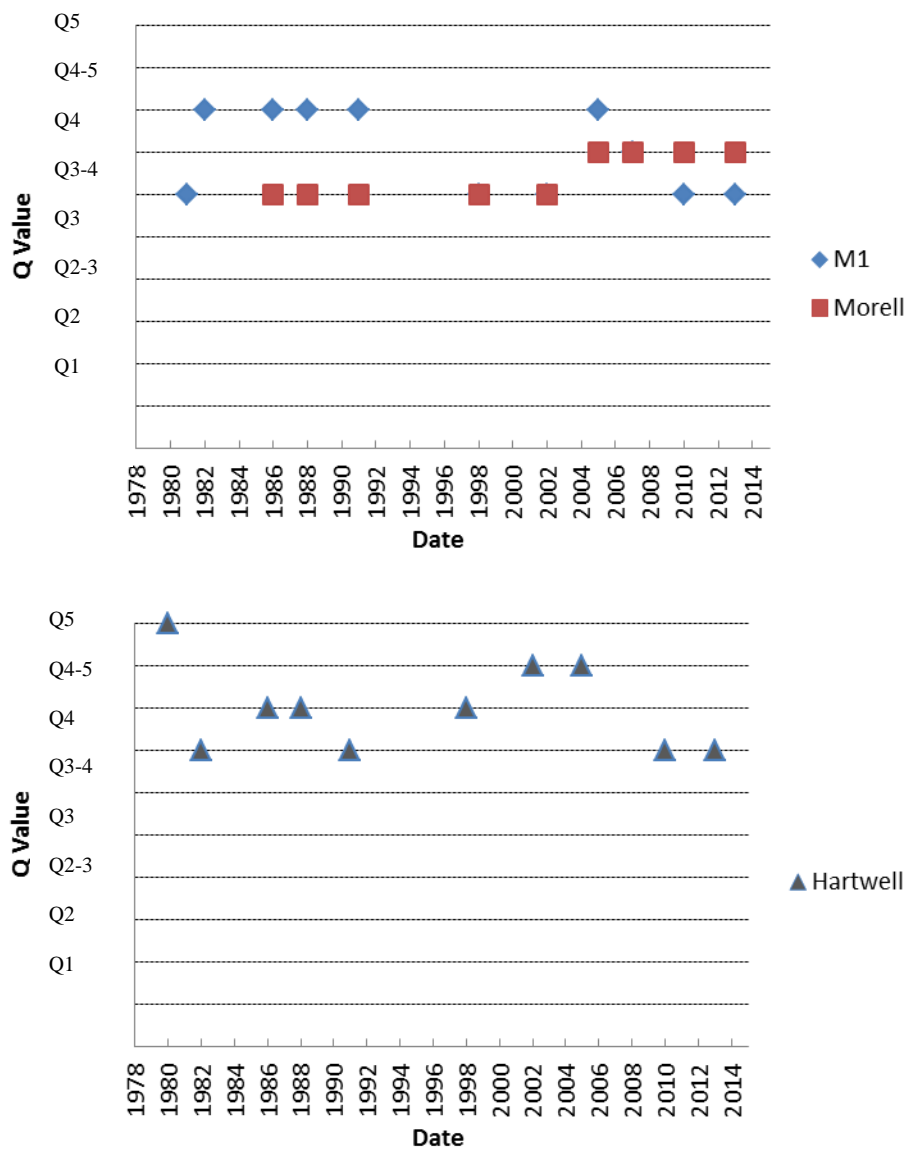 Q5
Q4-5
Q4
Q3-4
Q3
Q2-3
Q2
Q1
Q Value
M1
Morell
1978 1980 1982 1984 1986 1988 1990 1992 1994 1996 1998 2000 2002 2004 2006 2008 2010 2012 2014
Date
Q5
Q4-5
Q4
Q3-4
Q3
Q2-3
Q2
Q1
Q Value
Hartwell
1978 1980 1982 1984 1986 1988 1990 1992 1994 1996 1998 2000 2002 2004 2006 2008 2010 2012 2014
Date